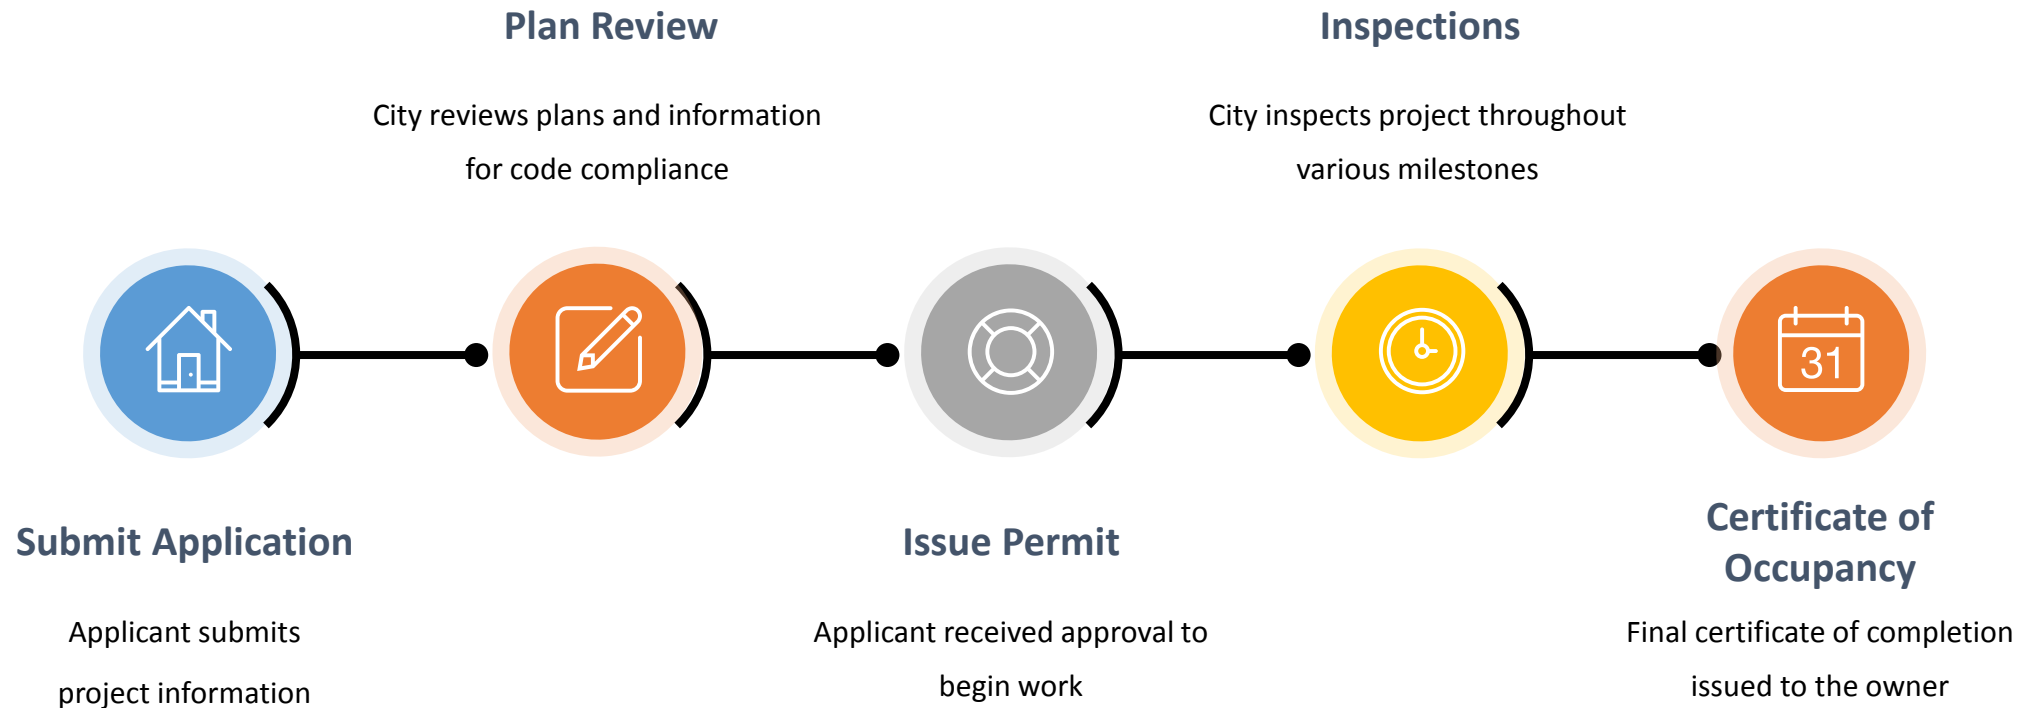 Plan Review
City reviews plans and information
for code compliance
Inspections
City inspects project throughout
various milestones
31
Submit Application
Applicant submits
project information
Issue Permit
Applicant received approval to
begin work
Certificate of
Occupancy
Final certificate of completion
issued to the owner